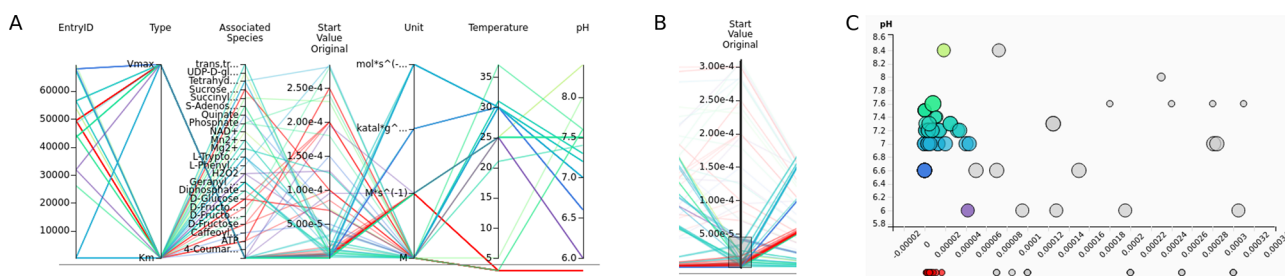 A
EntryID
Type
Associated
Species
Start
Value
Original
Unit
Temperature
pH
60000
50000
40000
30000
20000
10000
Vmax
Km
trans,tr...
UDP-D-gl...
Tetrahyd...
Sucrose
Succinyl...
S-Adenos...
Quinate
Phosphate
NAD+
Mn2+
Mg2+
L-Trypto...
L-Phenyl...
H2O2
Geranyl ...
Diphosphate
D-Glucose
D-Fructo...
D-Fructo...
D-Fructose
Caffeoyl...
ATP
4-Coumar...
2.50e-4
2.00e-4
1.50e-4
1.00e-4
5.00e-5
mol*s^(-...
katal*g^...
M*s^(-1)
M
35
30
25
20
15
10
5
8.0
7.5
7.0
6.5
6.0
B
Start
Value
Original
3.00e-4
2.50e-4
2.00e-4
1.50e-4
1.00e-4
5.00e-5
C
pH
8.6
8.4
8.2
8
7.8
7.6
7.4
7.2
7
6.8
6.6
6.4
6.2
6
5.8
-0.00002
0
0.00002
0.00004
0.00006
0.00008
0.0001
0.00012
0.00014
0.00016
0.00018
0.0002
0.00022
0.00024
0.00026
0.00028
0.0003
0.00032